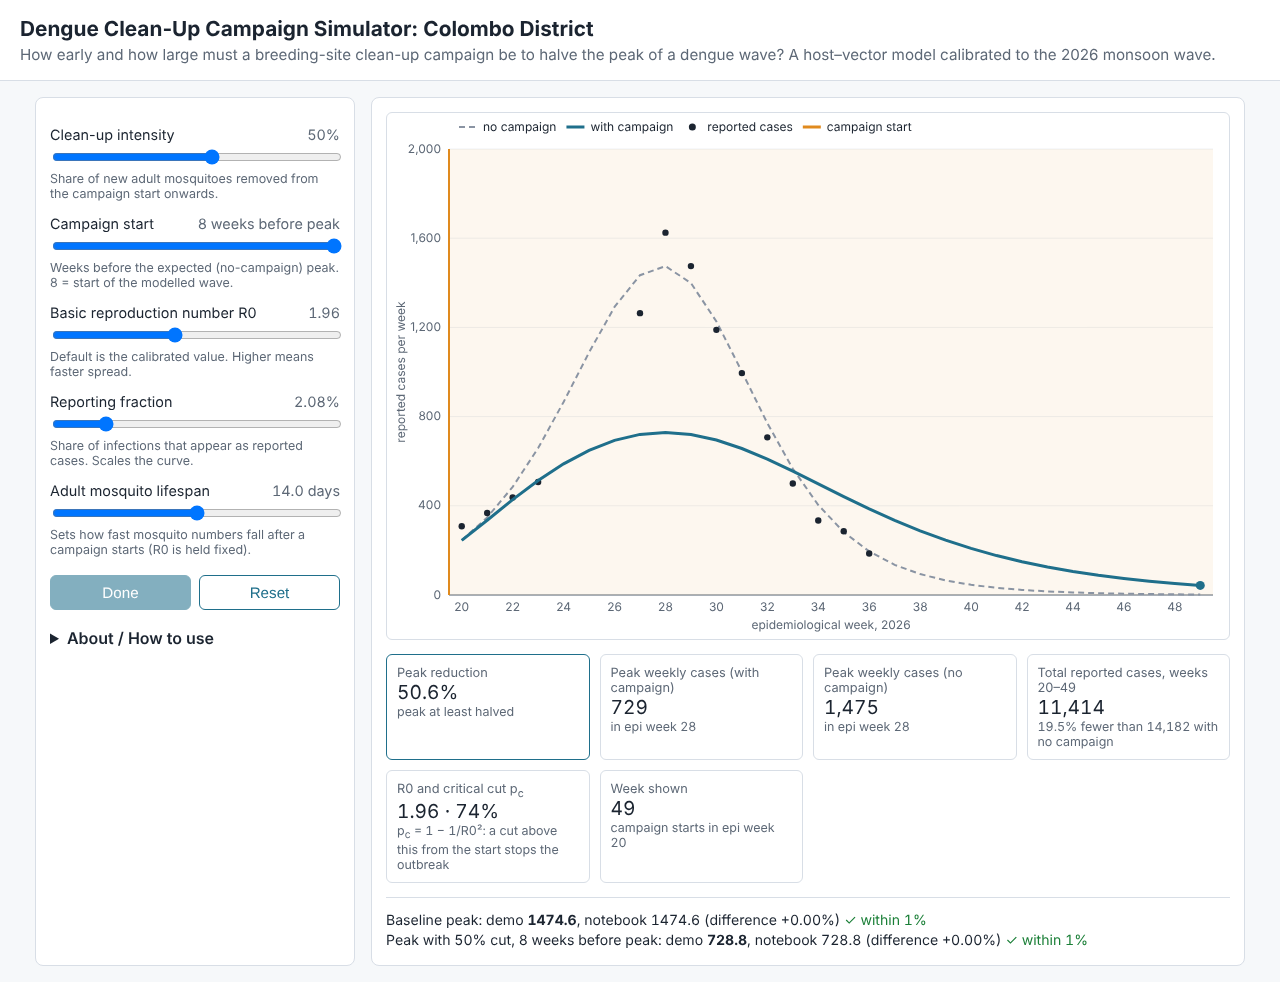 Dengue Clean-Up Campaign Simulator: Colombo District
How early and how large must a breeding-site clean-up campaign be to halve the peak of a dengue wave? A host–vector model calibrated to the 2026 monsoon wave.
Clean-up intensity 50%
Share of new adult mosquitoes removed from
the campaign start onwards.
Campaign start 8 weeks before peak
Weeks before the expected (no-campaign) peak.
8 = start of the modelled wave.
Basic reproduction number R0 1.96
Default is the calibrated value. Higher means
faster spread.
Reporting fraction 2.08%
Share of infections that appear as reported
cases. Scales the curve.
Adult mosquito lifespan 14.0 days
Sets how fast mosquito numbers fall after a
campaign starts (R0 is held fixed).
Done Reset
▶ About / How to use
no campaign with campaign reported cases campaign start
2,000
1,600
1,200
800
400
0
reported cases per week
20 22 24 26 28 30 32 34 36 38 40 42 44 46 48
epidemiological week, 2026
Peak reduction
50.6%
peak at least halved
Peak weekly cases (with
campaign)
729
in epi week 28
Peak weekly cases (no
campaign)
1,475
in epi week 28
Total reported cases, weeks
20–49
11,414
19.5% fewer than 14,182 with
no campaign
R0 and critical cut pc
1.96 · 74%
pc = 1 − 1/R0²: a cut above
this from the start stops the
outbreak
Week shown
49
campaign starts in epi week
20
Baseline peak: demo 1474.6, notebook 1474.6 (difference +0.00%) ✓ within 1%
Peak with 50% cut, 8 weeks before peak: demo 728.8, notebook 728.8 (difference +0.00%) ✓ within 1%